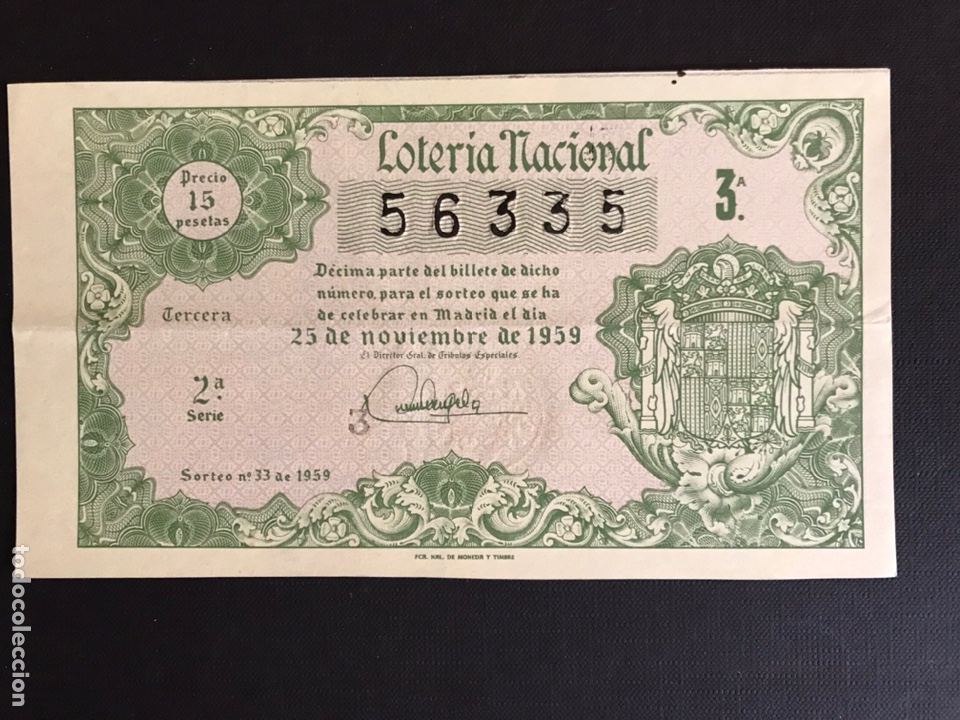 Lotería Nacional
Precio
15
pesetas
56335
3.ª
Décima parte del billete de dicho
número, para el sorteo que se ha
de celebrar en Madrid el día
25 de noviembre de 1959
El Director Gral. de Tributos Especiales
Tercera
2.ª
Serie
3
Sorteo nº 33 de 1959
FCA. NAL. DE MONEDA Y TIMBRE
todocoleccion